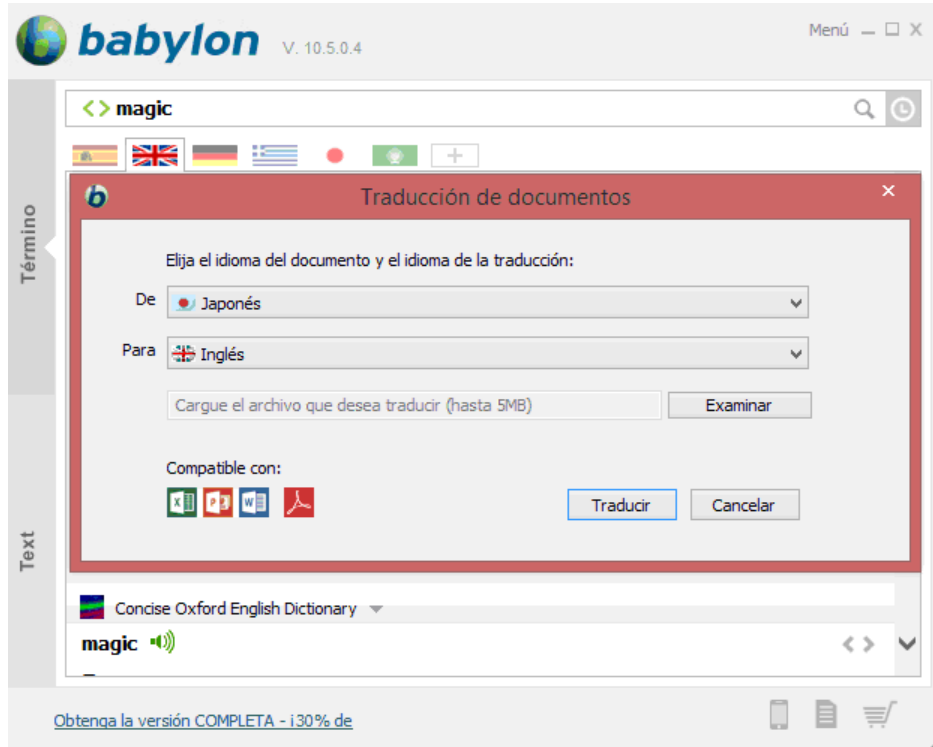 babylon V. 10.5.0.4 Menú
magic
Término
Traducción de documentos
Elija el idioma del documento y el idioma de la traducción:
De Japonés
Para Inglés
Cargue el archivo que desea traducir (hasta 5MB) Examinar
Compatible con:
Traducir Cancelar
Text
Concise Oxford English Dictionary
magic
Obtenga la versión COMPLETA - ¡30% de